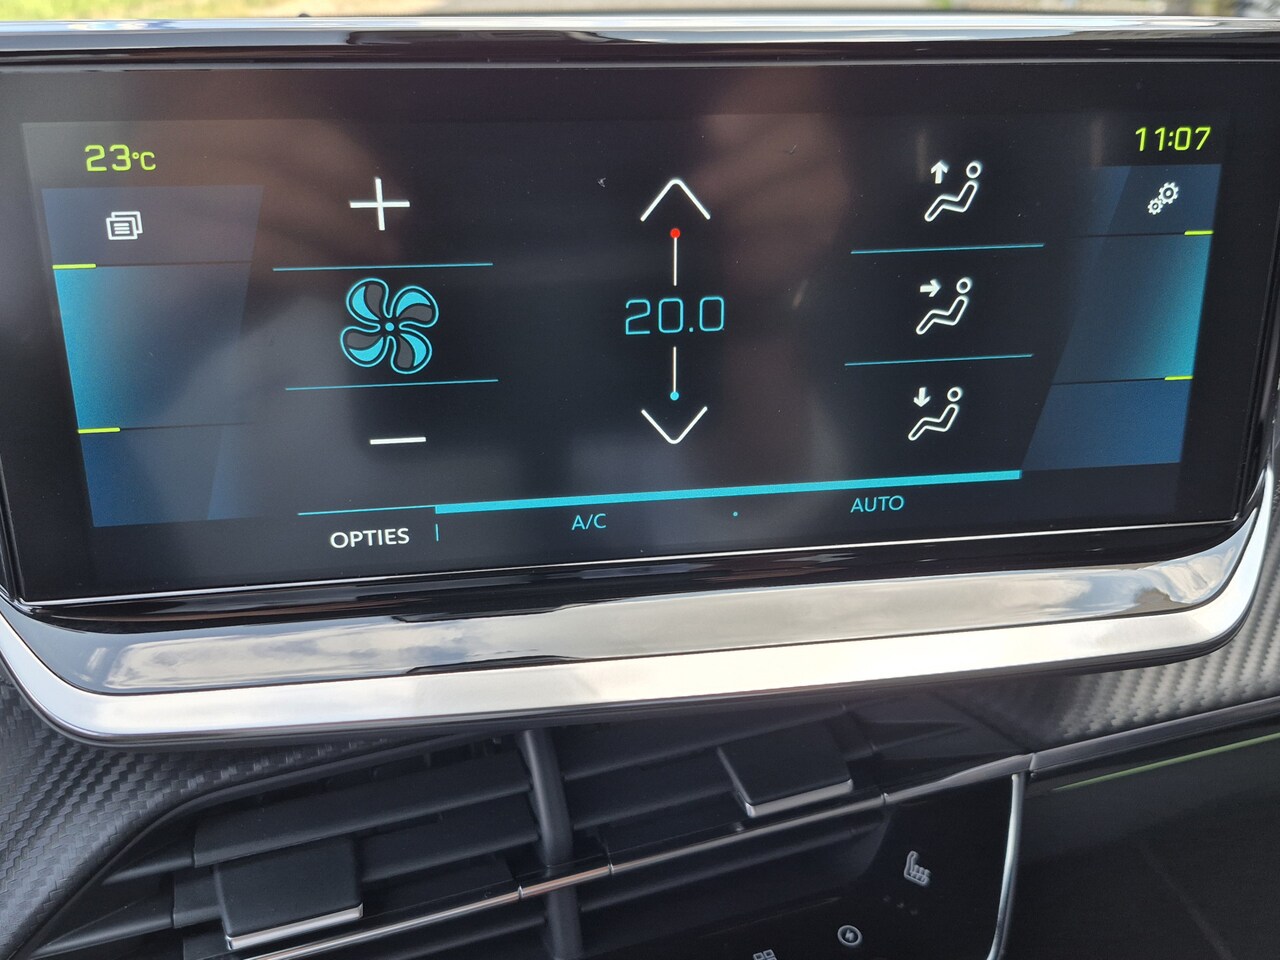 23°C
11:07
20.0
OPTIES
A/C
AUTO